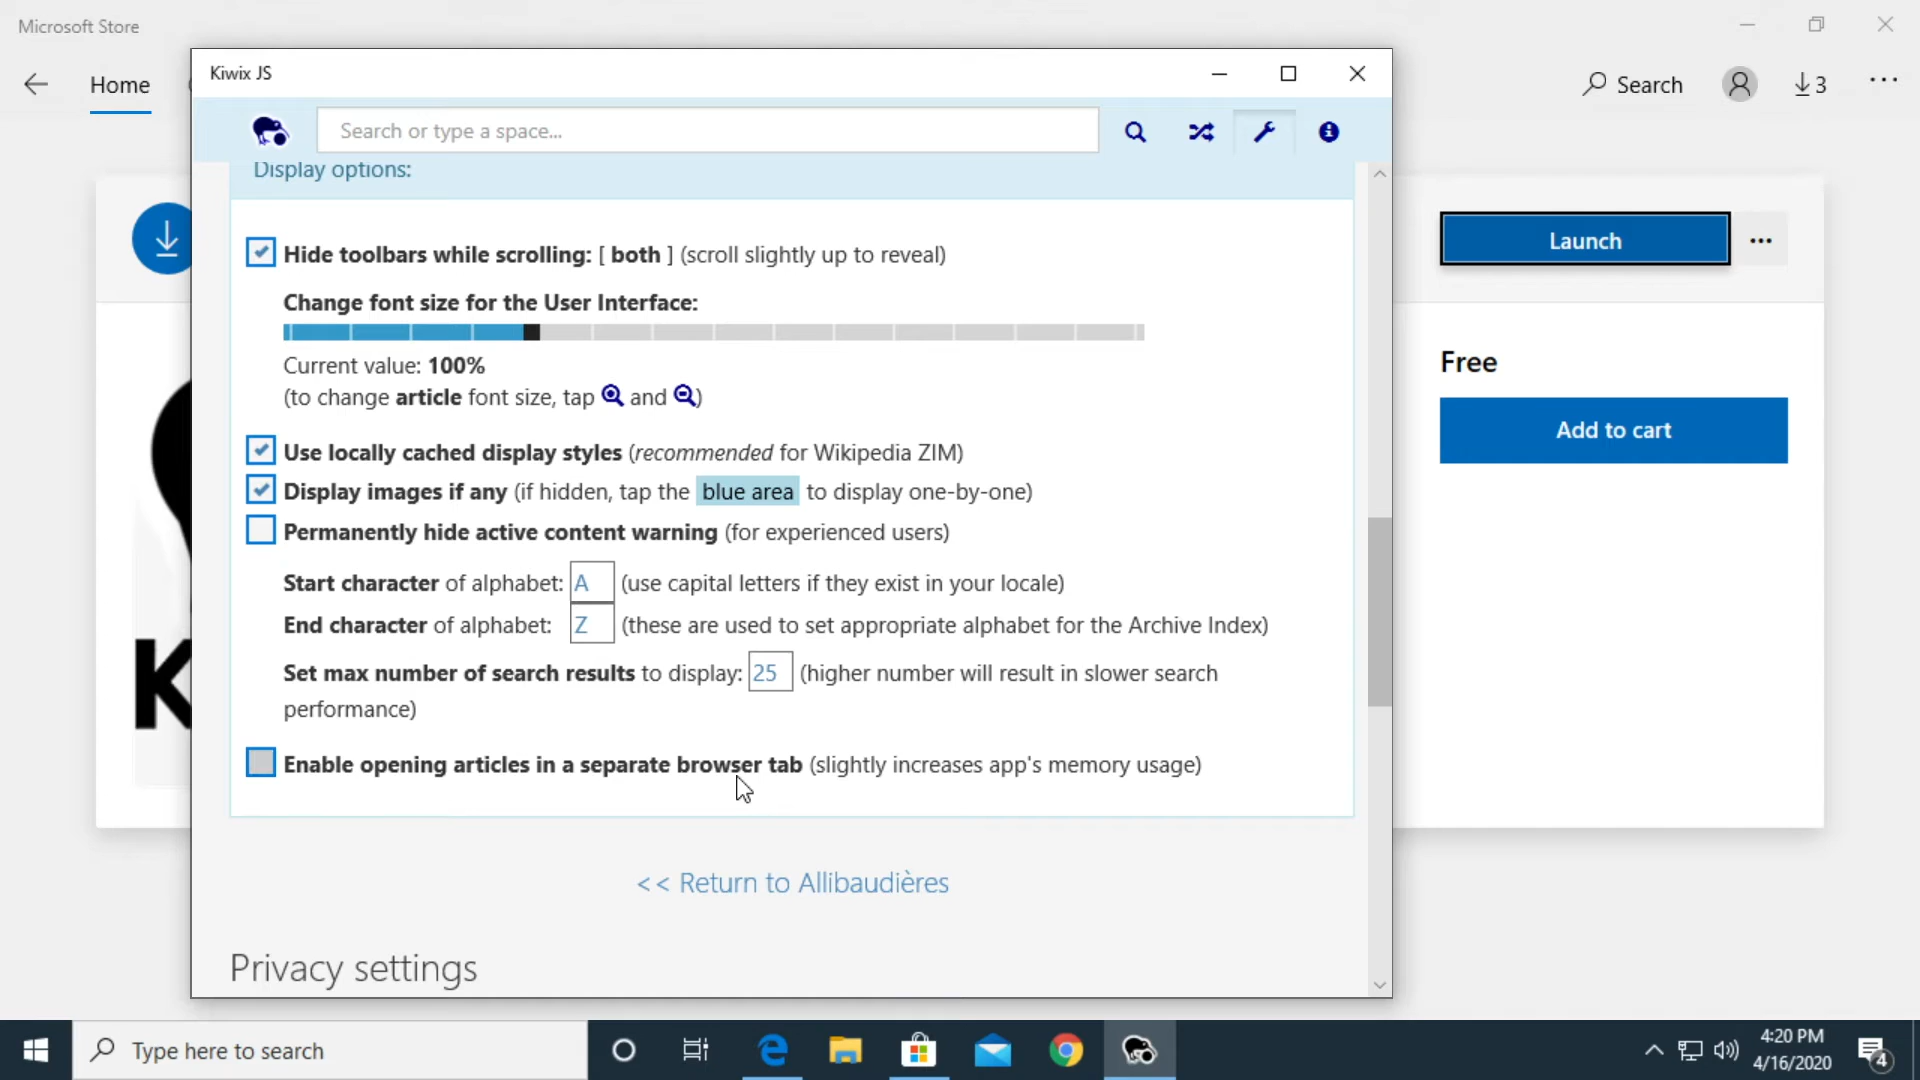 Microsoft Store
Home
Search
3
Kiwix JS
Search or type a space...
Display options:
Hide toolbars while scrolling: [ both ] (scroll slightly up to reveal)
Change font size for the User Interface:
Current value: 100%
(to change article font size, tap and )
Use locally cached display styles (recommended for Wikipedia ZIM)
Display images if any (if hidden, tap the blue area to display one-by-one)
Permanently hide active content warning (for experienced users)
Start character of alphabet: A (use capital letters if they exist in your locale)
End character of alphabet: Z (these are used to set appropriate alphabet for the Archive Index)
Set max number of search results to display: 25 (higher number will result in slower search
performance)
Enable opening articles in a separate browser tab (slightly increases app's memory usage)
<< Return to Allibaudières
Privacy settings
Launch
...
Free
Add to cart
K
Type here to search
4:20 PM
4/16/2020
4